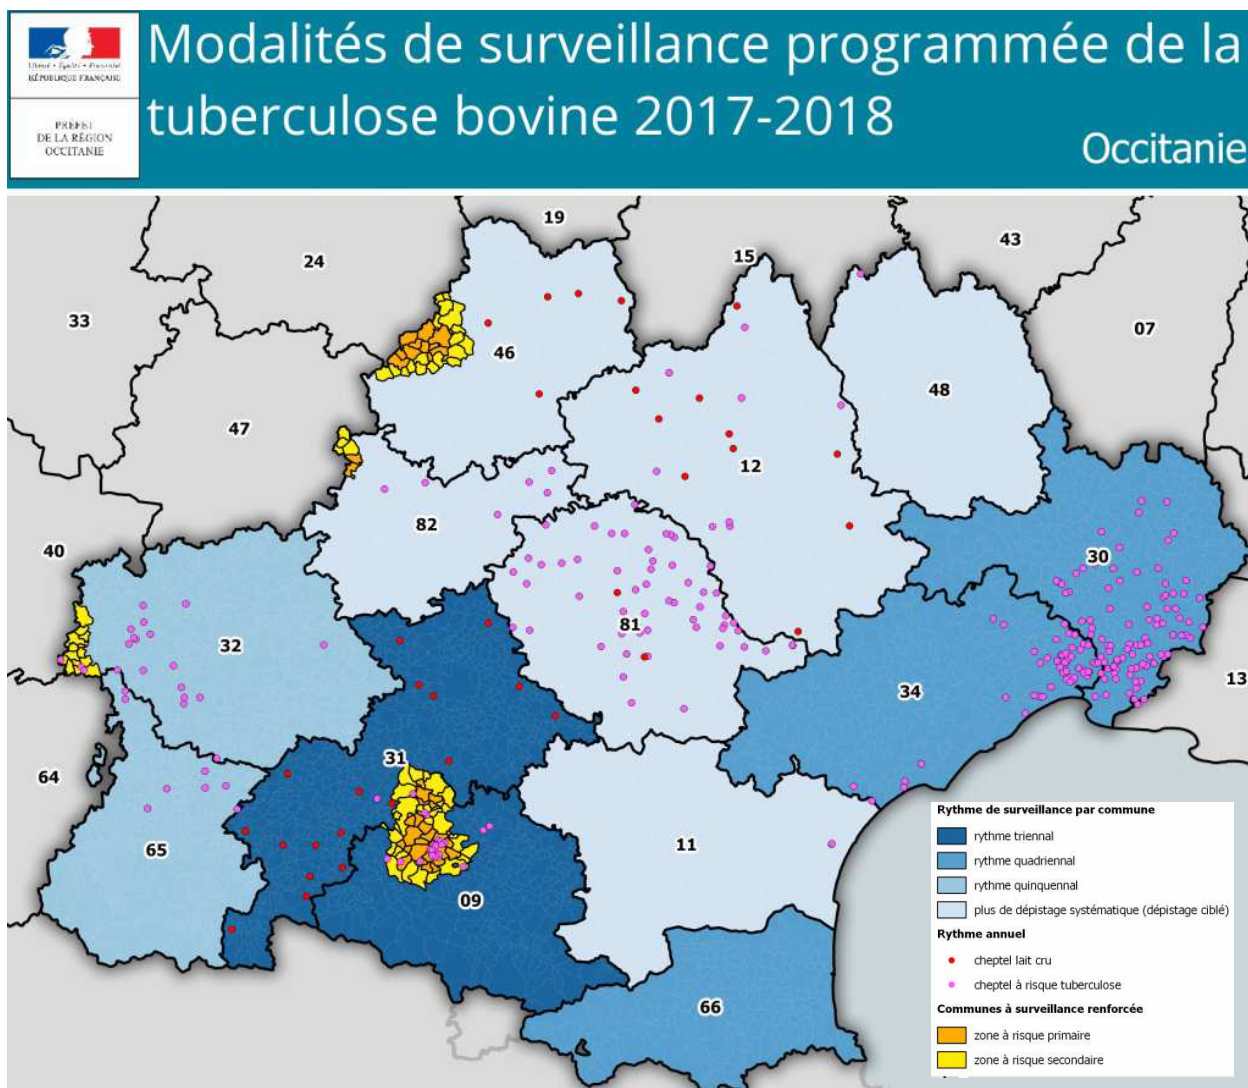 Modalités de surveillance programmée de la
tuberculose bovine 2017-2018
Occitanie
Liberté • Égalité • Fraternité
RÉPUBLIQUE FRANÇAISE
PRÉFET
DE LA RÉGION
OCCITANIE
19
43
15
24
33
07
46
48
47
12
82
40
30
81
32
13
34
31
64
11
65
09
66
Rythme de surveillance par commune
rythme triennal
rythme quadriennal
rythme quinquennal
plus de dépistage systématique (dépistage ciblé)
Rythme annuel
cheptel lait cru
cheptel à risque tuberculose
Communes à surveillance renforcée
zone à risque primaire
zone à risque secondaire